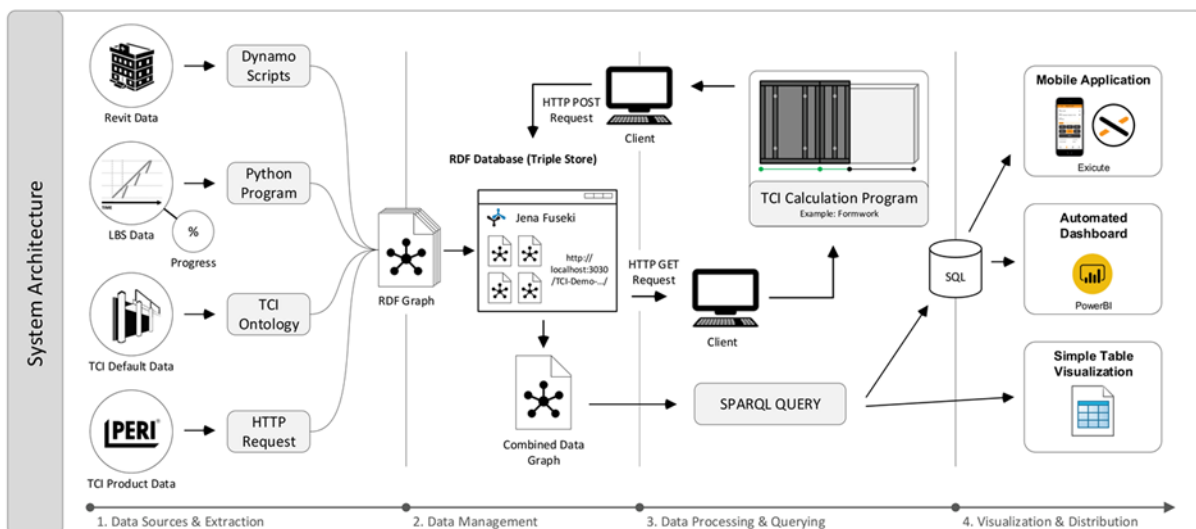 System Architecture
Revit Data
Dynamo
Scripts
TIME
LBS Data
%
Progress
Python
Program
TCI Default Data
TCI
Ontology
PERI
TCI Product Data
HTTP
Request
RDF Graph
HTTP POST
Request
Client
RDF Database (Triple Store)
Jena Fuseki
http://
localhost:3030
/TCI-Demo-.../
HTTP GET
Request
Client
Combined Data
Graph
TCI Calculation Program
Example: Formwork
SPARQL QUERY
SQL
Mobile Application
Exicute
Automated
Dashboard
PowerBI
Simple Table
Visualization
1. Data Sources & Extraction
2. Data Management
3. Data Processing & Querying
4. Visualization & Distribution